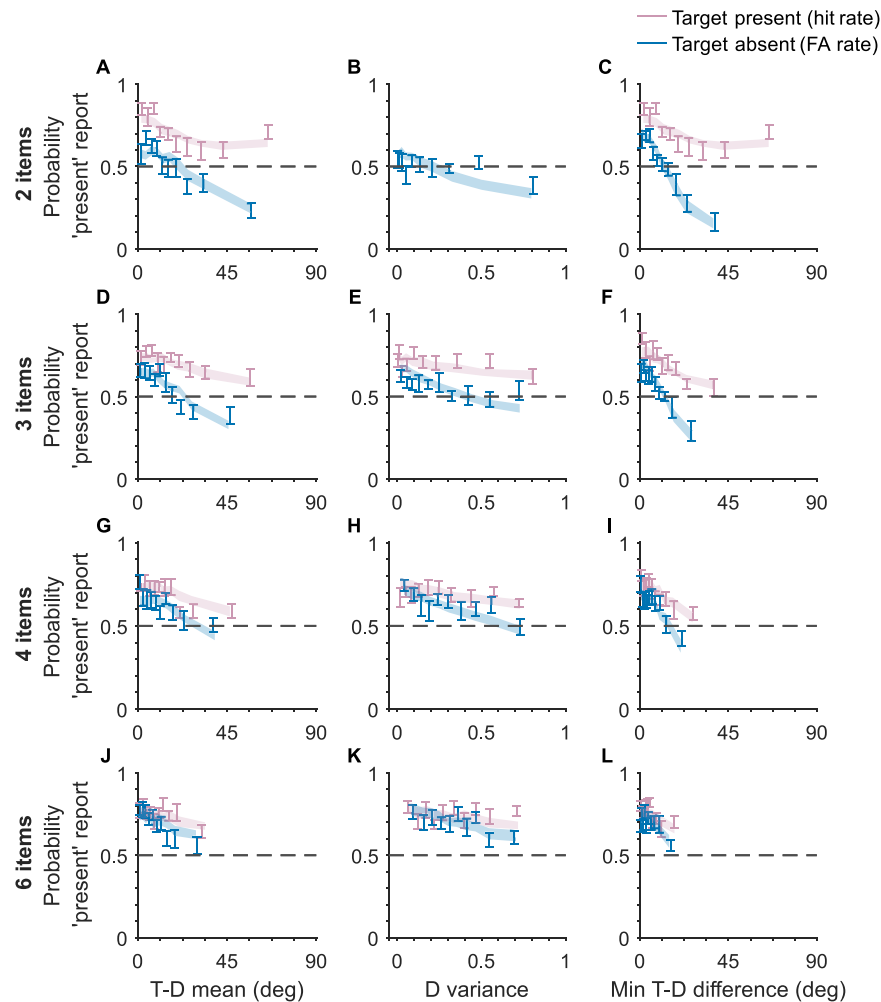 Target present (hit rate)
Target absent (FA rate)
A
B
C
2 items
Probability
'present' report
1
0.5
0
0
45
90
1
0.5
0
0
0.5
1
1
0.5
0
0
45
90
D
E
F
3 items
Probability
'present' report
1
0.5
0
0
45
90
1
0.5
0
0
0.5
1
1
0.5
0
0
45
90
G
H
I
4 items
Probability
'present' report
1
0.5
0
0
45
90
1
0.5
0
0
0.5
1
1
0.5
0
0
45
90
J
K
L
6 items
Probability
'present' report
1
0.5
0
0
45
90
1
0.5
0
0
0.5
1
1
0.5
0
0
45
90
T-D mean (deg)
D variance
Min T-D difference (deg)